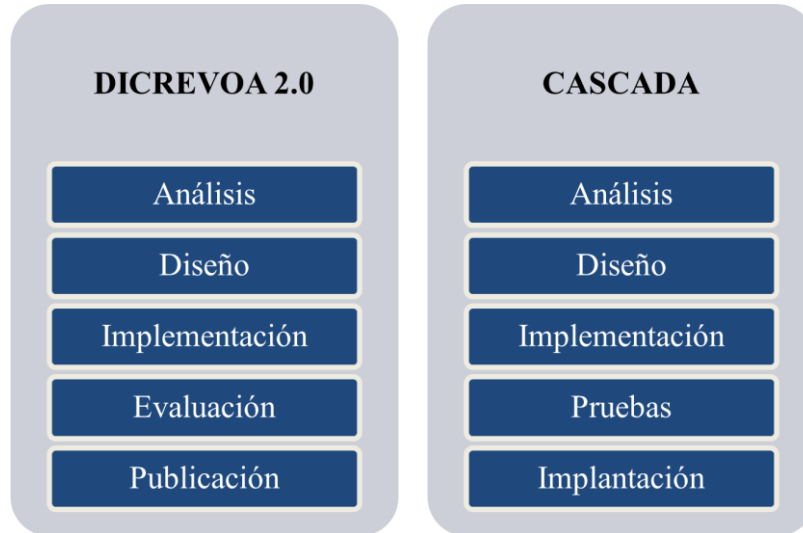 DICREVOA 2.0
Análisis
Diseño
Implementación
Evaluación
Publicación
CASCADA
Análisis
Diseño
Implementación
Pruebas
Implantación